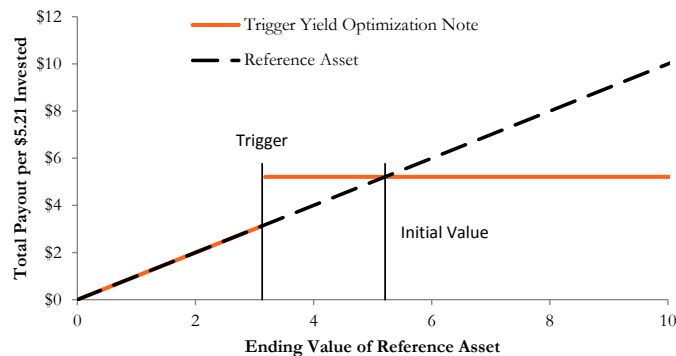 Trigger Yield Optimization Note
Reference Asset
Total Payout per $5.21 Invested
$12
$10
$8
$6
$4
$2
$0
Trigger
Initial Value
0 2 4 6 8 10
Ending Value of Reference Asset